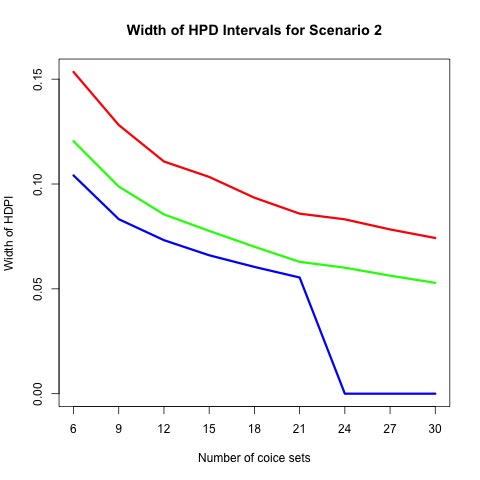 Width of HPD Intervals for Scenario 2
Width of HDPI
0.15
0.10
0.05
0.00
6 9 12 15 18 21 24 27 30
Number of coice sets